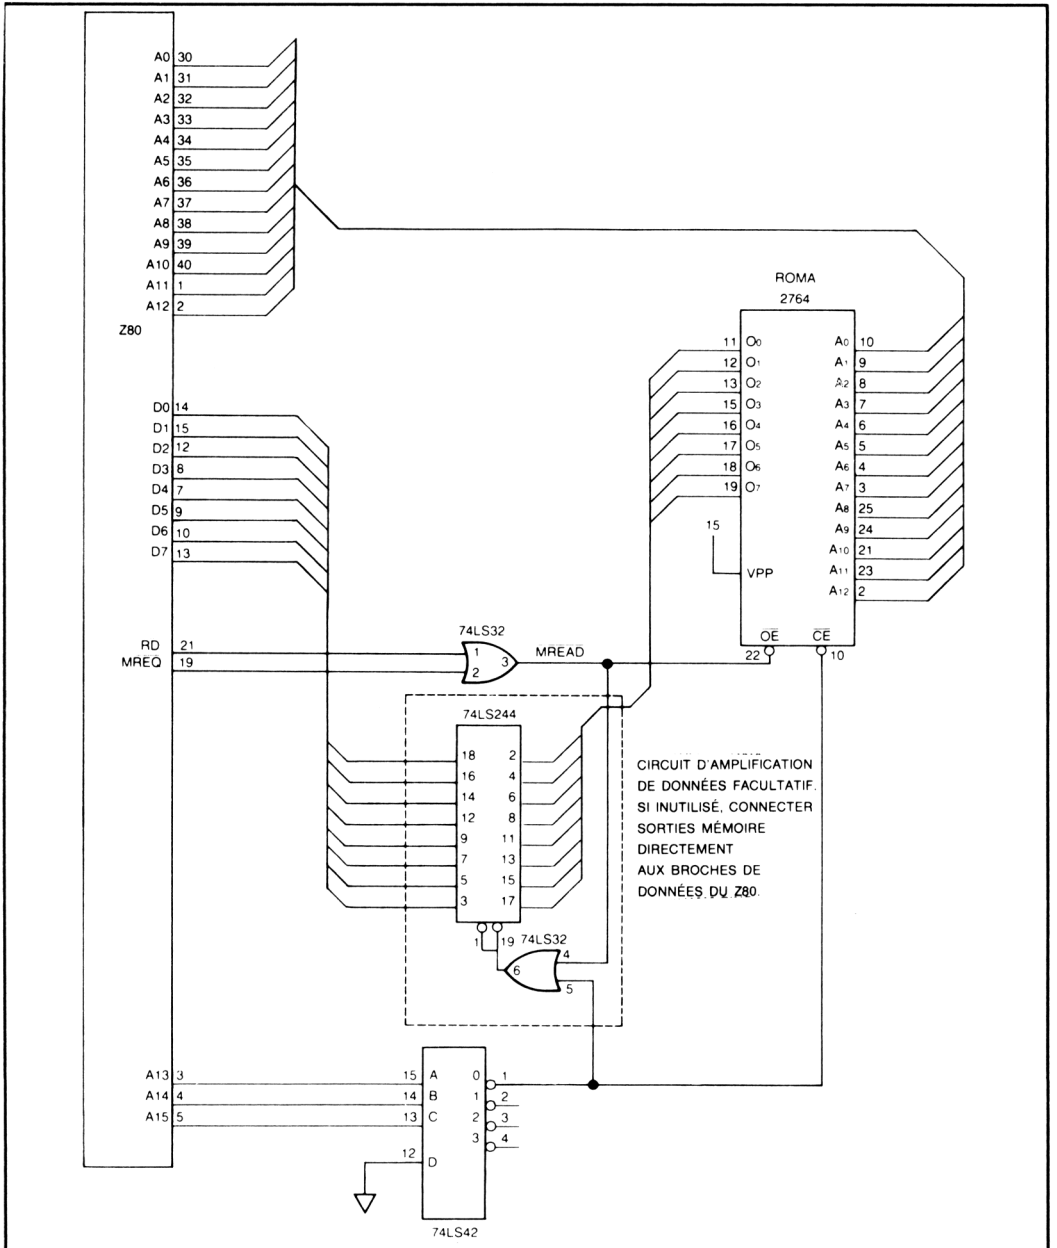 A0 30
A1 31
A2 32
A3 33
A4 34
A5 35
A6 36
A7 37
A8 38
A9 39
A10 40
A11 1
A12 2
Z80
D0 14
D1 15
D2 12
D3 8
D4 7
D5 9
D6 10
D7 13
RD 21
MREQ 19
ROMA
2764
11 O0 A0 10
12 O1 A1 9
13 O2 A2 8
15 O3 A3 7
16 O4 A4 6
17 O5 A5 5
18 O6 A6 4
19 O7 A7 3
A8 25
15 A9 24
A10 21
VPP A11 23
A12 2
OE CE
22 10
74LS32
1
2
3
MREAD
74LS244
18 2
16 4
14 6
12 8
9 11
7 13
5 15
3 17
1 19
74LS32
4
6
5
CIRCUIT D'AMPLIFICATION
DE DONNÉES FACULTATIF.
SI INUTILISÉ, CONNECTER
SORTIES MÉMOIRE
DIRECTEMENT
AUX BROCHES DE
DONNÉES DU Z80.
A13 3
A14 4
A15 5
15 A 0 1
14 B 1 2
13 C 2 3
3 4
12 D
74LS42